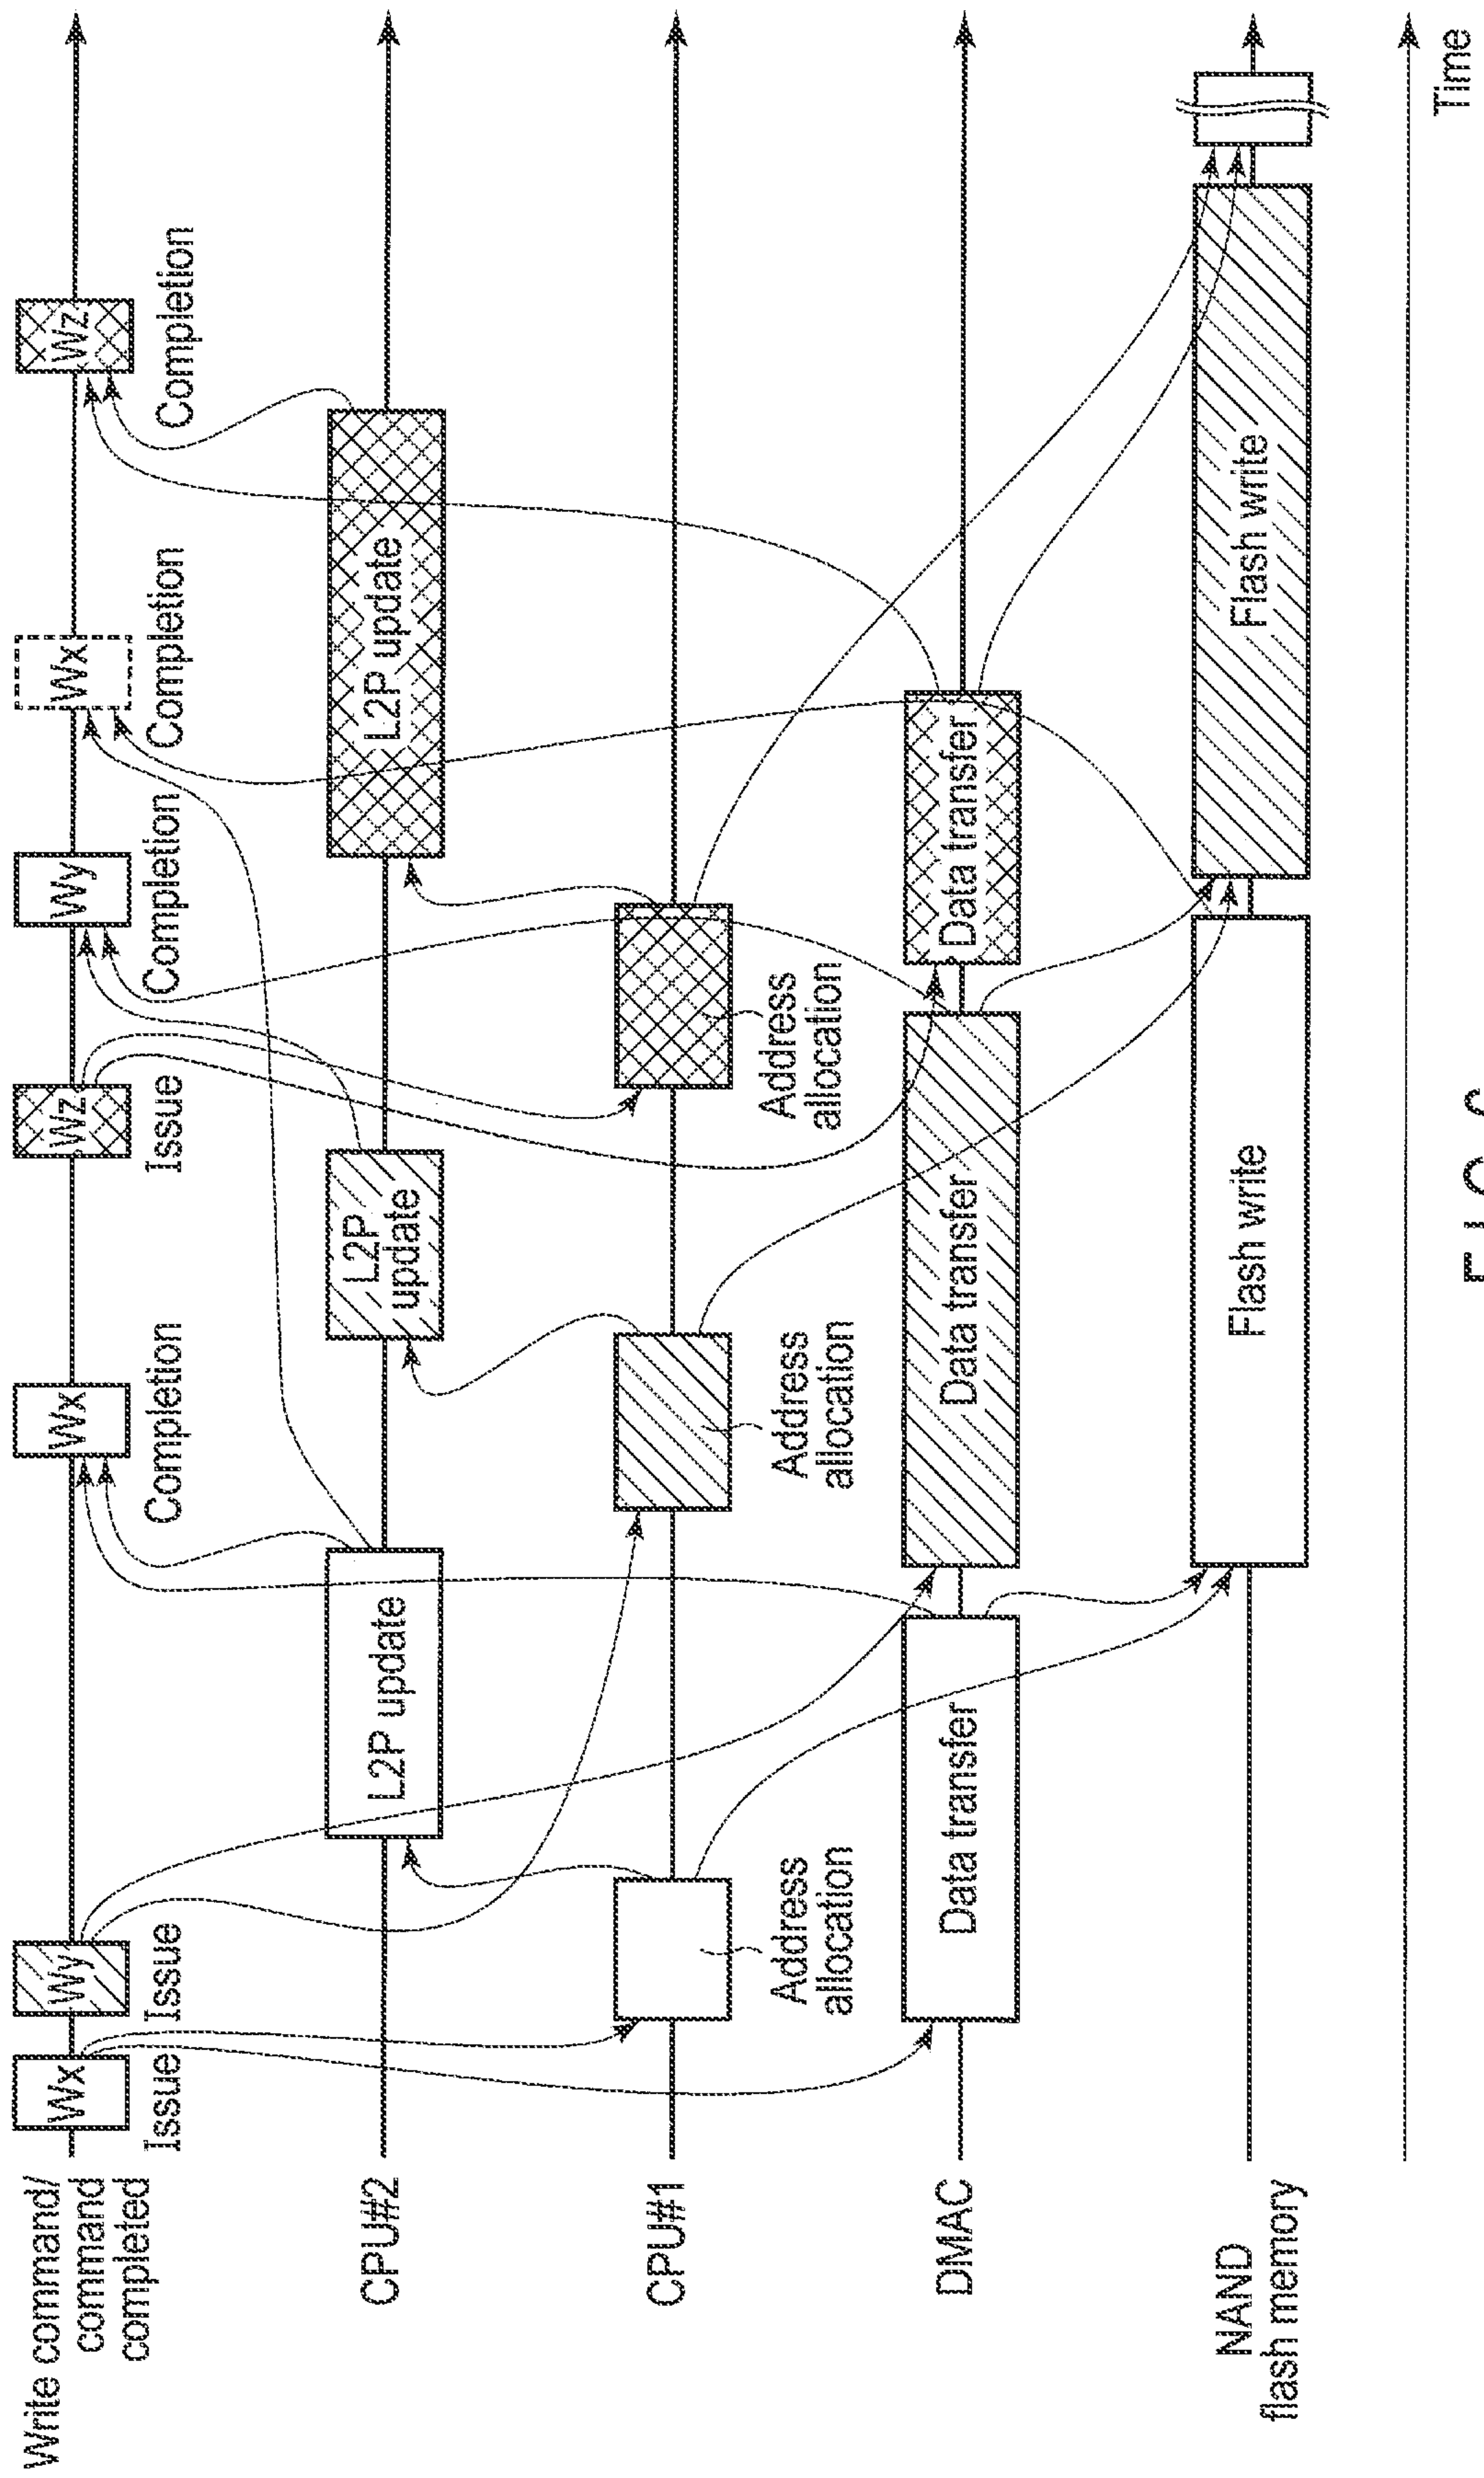 Write command/
command
completed
Wx
Issue
Wy
Issue
Wx
Completion
Wz
Issue
Wy
Completion
Wx
Completion
Wz
Completion
CPU#2
L2P update
L2P
update
L2P update
CPU#1
Address
allocation
Address
allocation
Address
allocation
DMAC
Data transfer
Data transfer
Data transfer
NAND
flash memory
Flash write
Flash write
Time